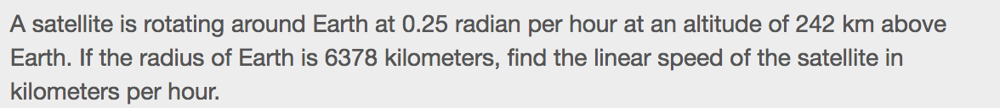 A satellite is rotating around Earth at 0.25 radian per hour at an altitude of 242 km above
Earth. If the radius of Earth is 6378 kilometers, find the linear speed of the satellite in
kilometers per hour.